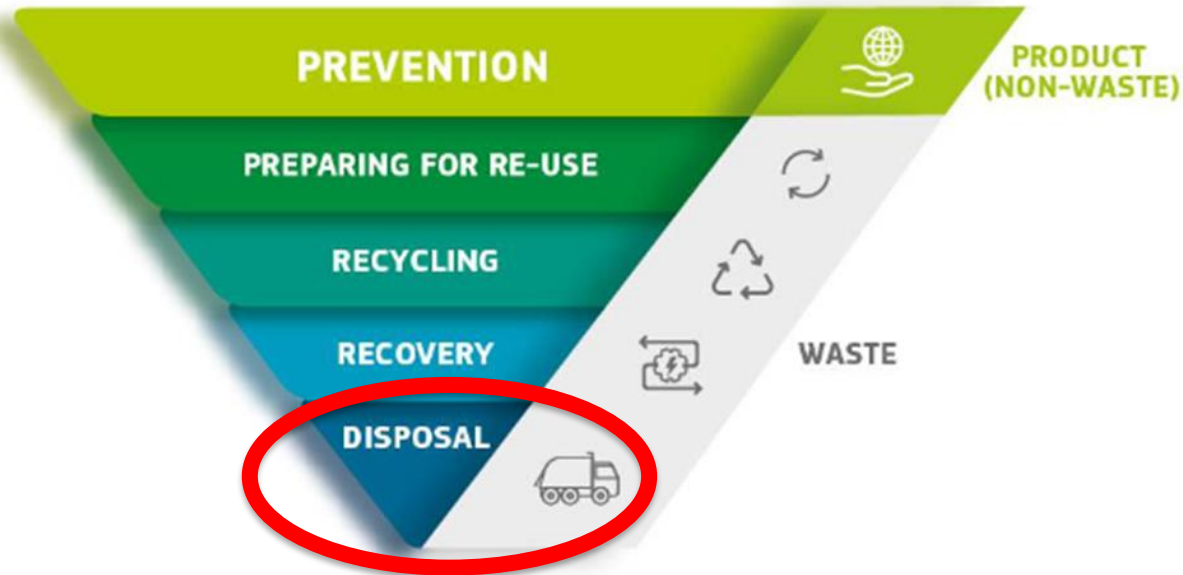 PREVENTION
PRODUCT
(NON-WASTE)
PREPARING FOR RE-USE
RECYCLING
RECOVERY
WASTE
DISPOSAL